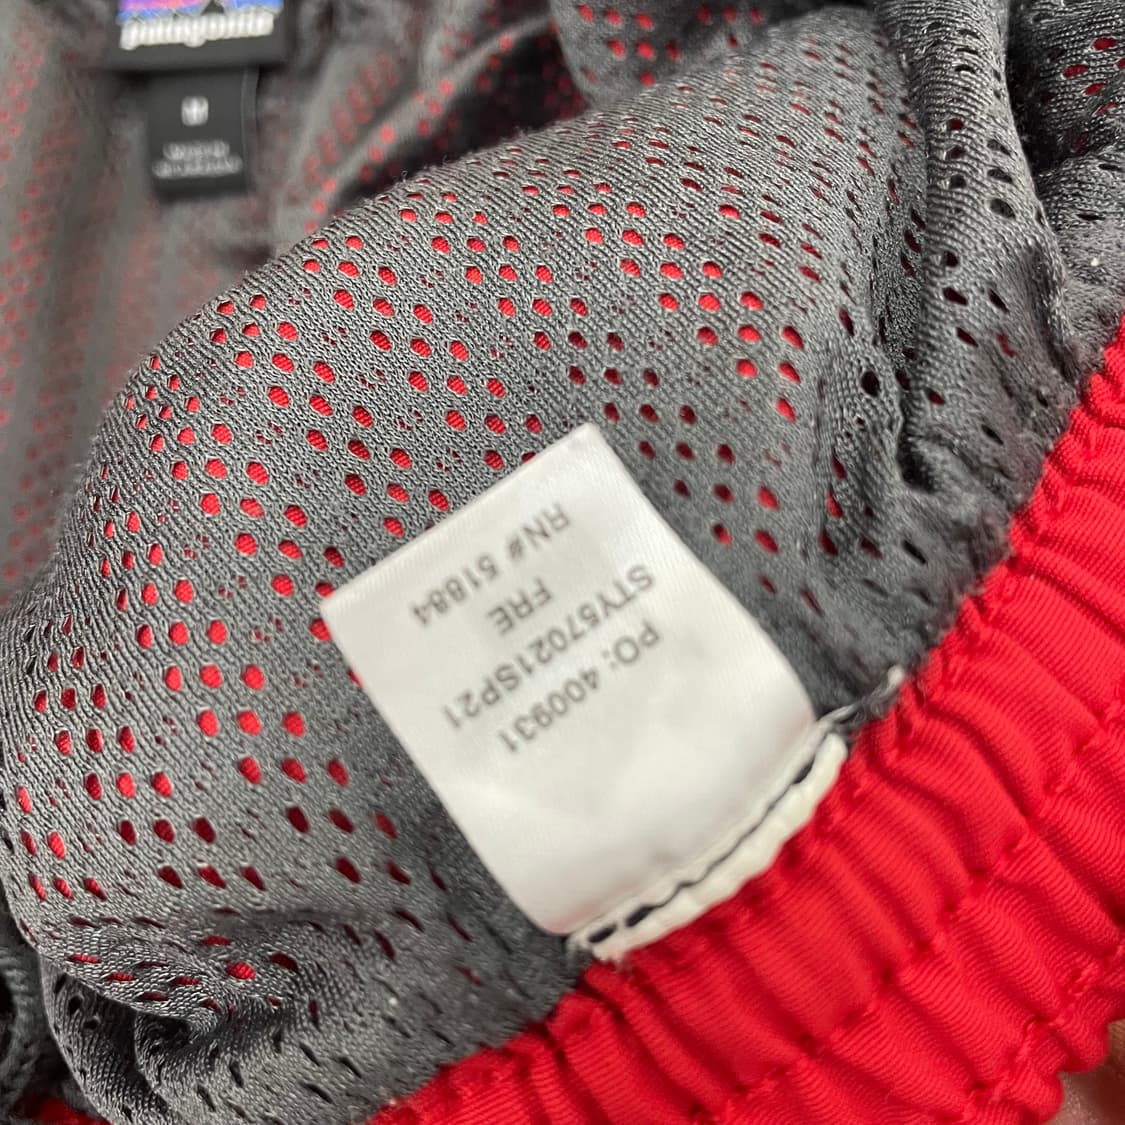 patagonia
M
RN# 51884
FRE
STY57021SP21
PO: 400931